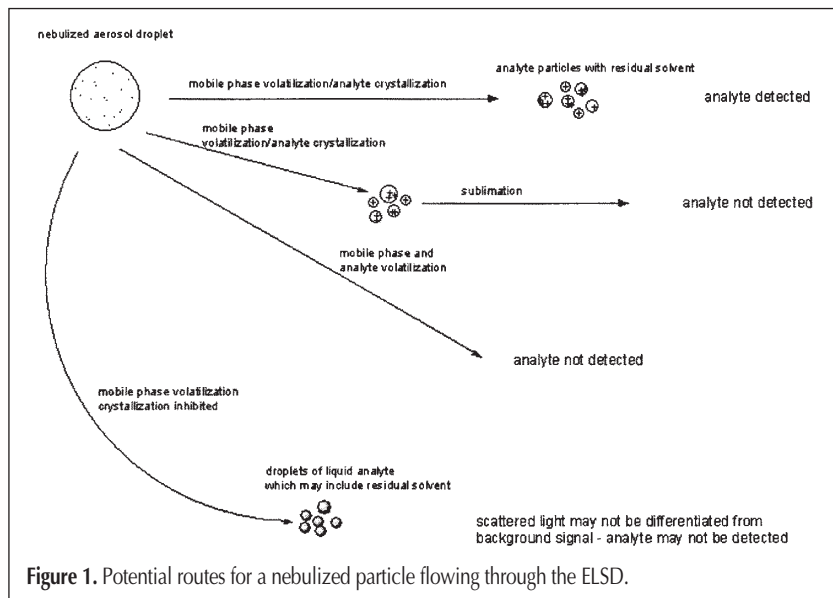 nebulized aerosol droplet
mobile phase volatilization/analyte crystallization
analyte particles with residual solvent
analyte detected
mobile phase
volatilization/analyte crystallization
sublimation
analyte not detected
mobile phase and
analyte volatilization
analyte not detected
mobile phase volatilization
crystallization inhibited
droplets of liquid analyte
which may include residual solvent
scattered light may not be differentiated from
background signal - analyte may not be detected
Figure 1. Potential routes for a nebulized particle flowing through the ELSD.